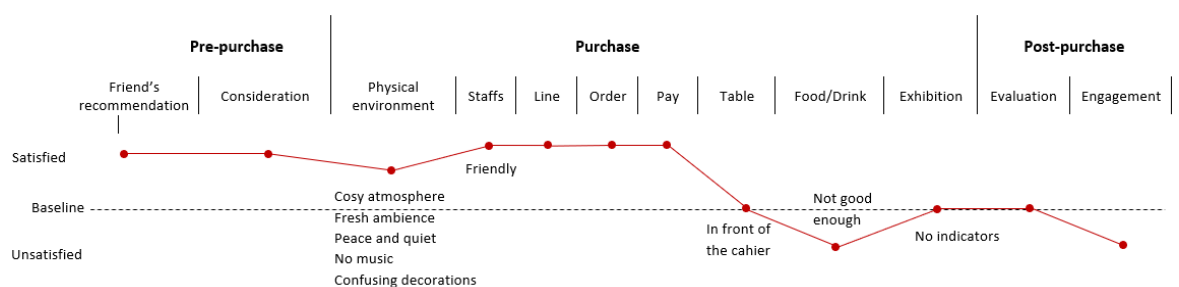 Pre-purchase
Purchase
Post-purchase
Friend's
recommendation
Consideration
Physical
environment
Staffs
Line
Order
Pay
Table
Food/Drink
Exhibition
Evaluation
Engagement
Satisfied
Friendly
Baseline
Cosy atmosphere
Fresh ambience
Peace and quiet
No music
Confusing decorations
Not good
enough
In front of
the cahier
No indicators
Unsatisfied